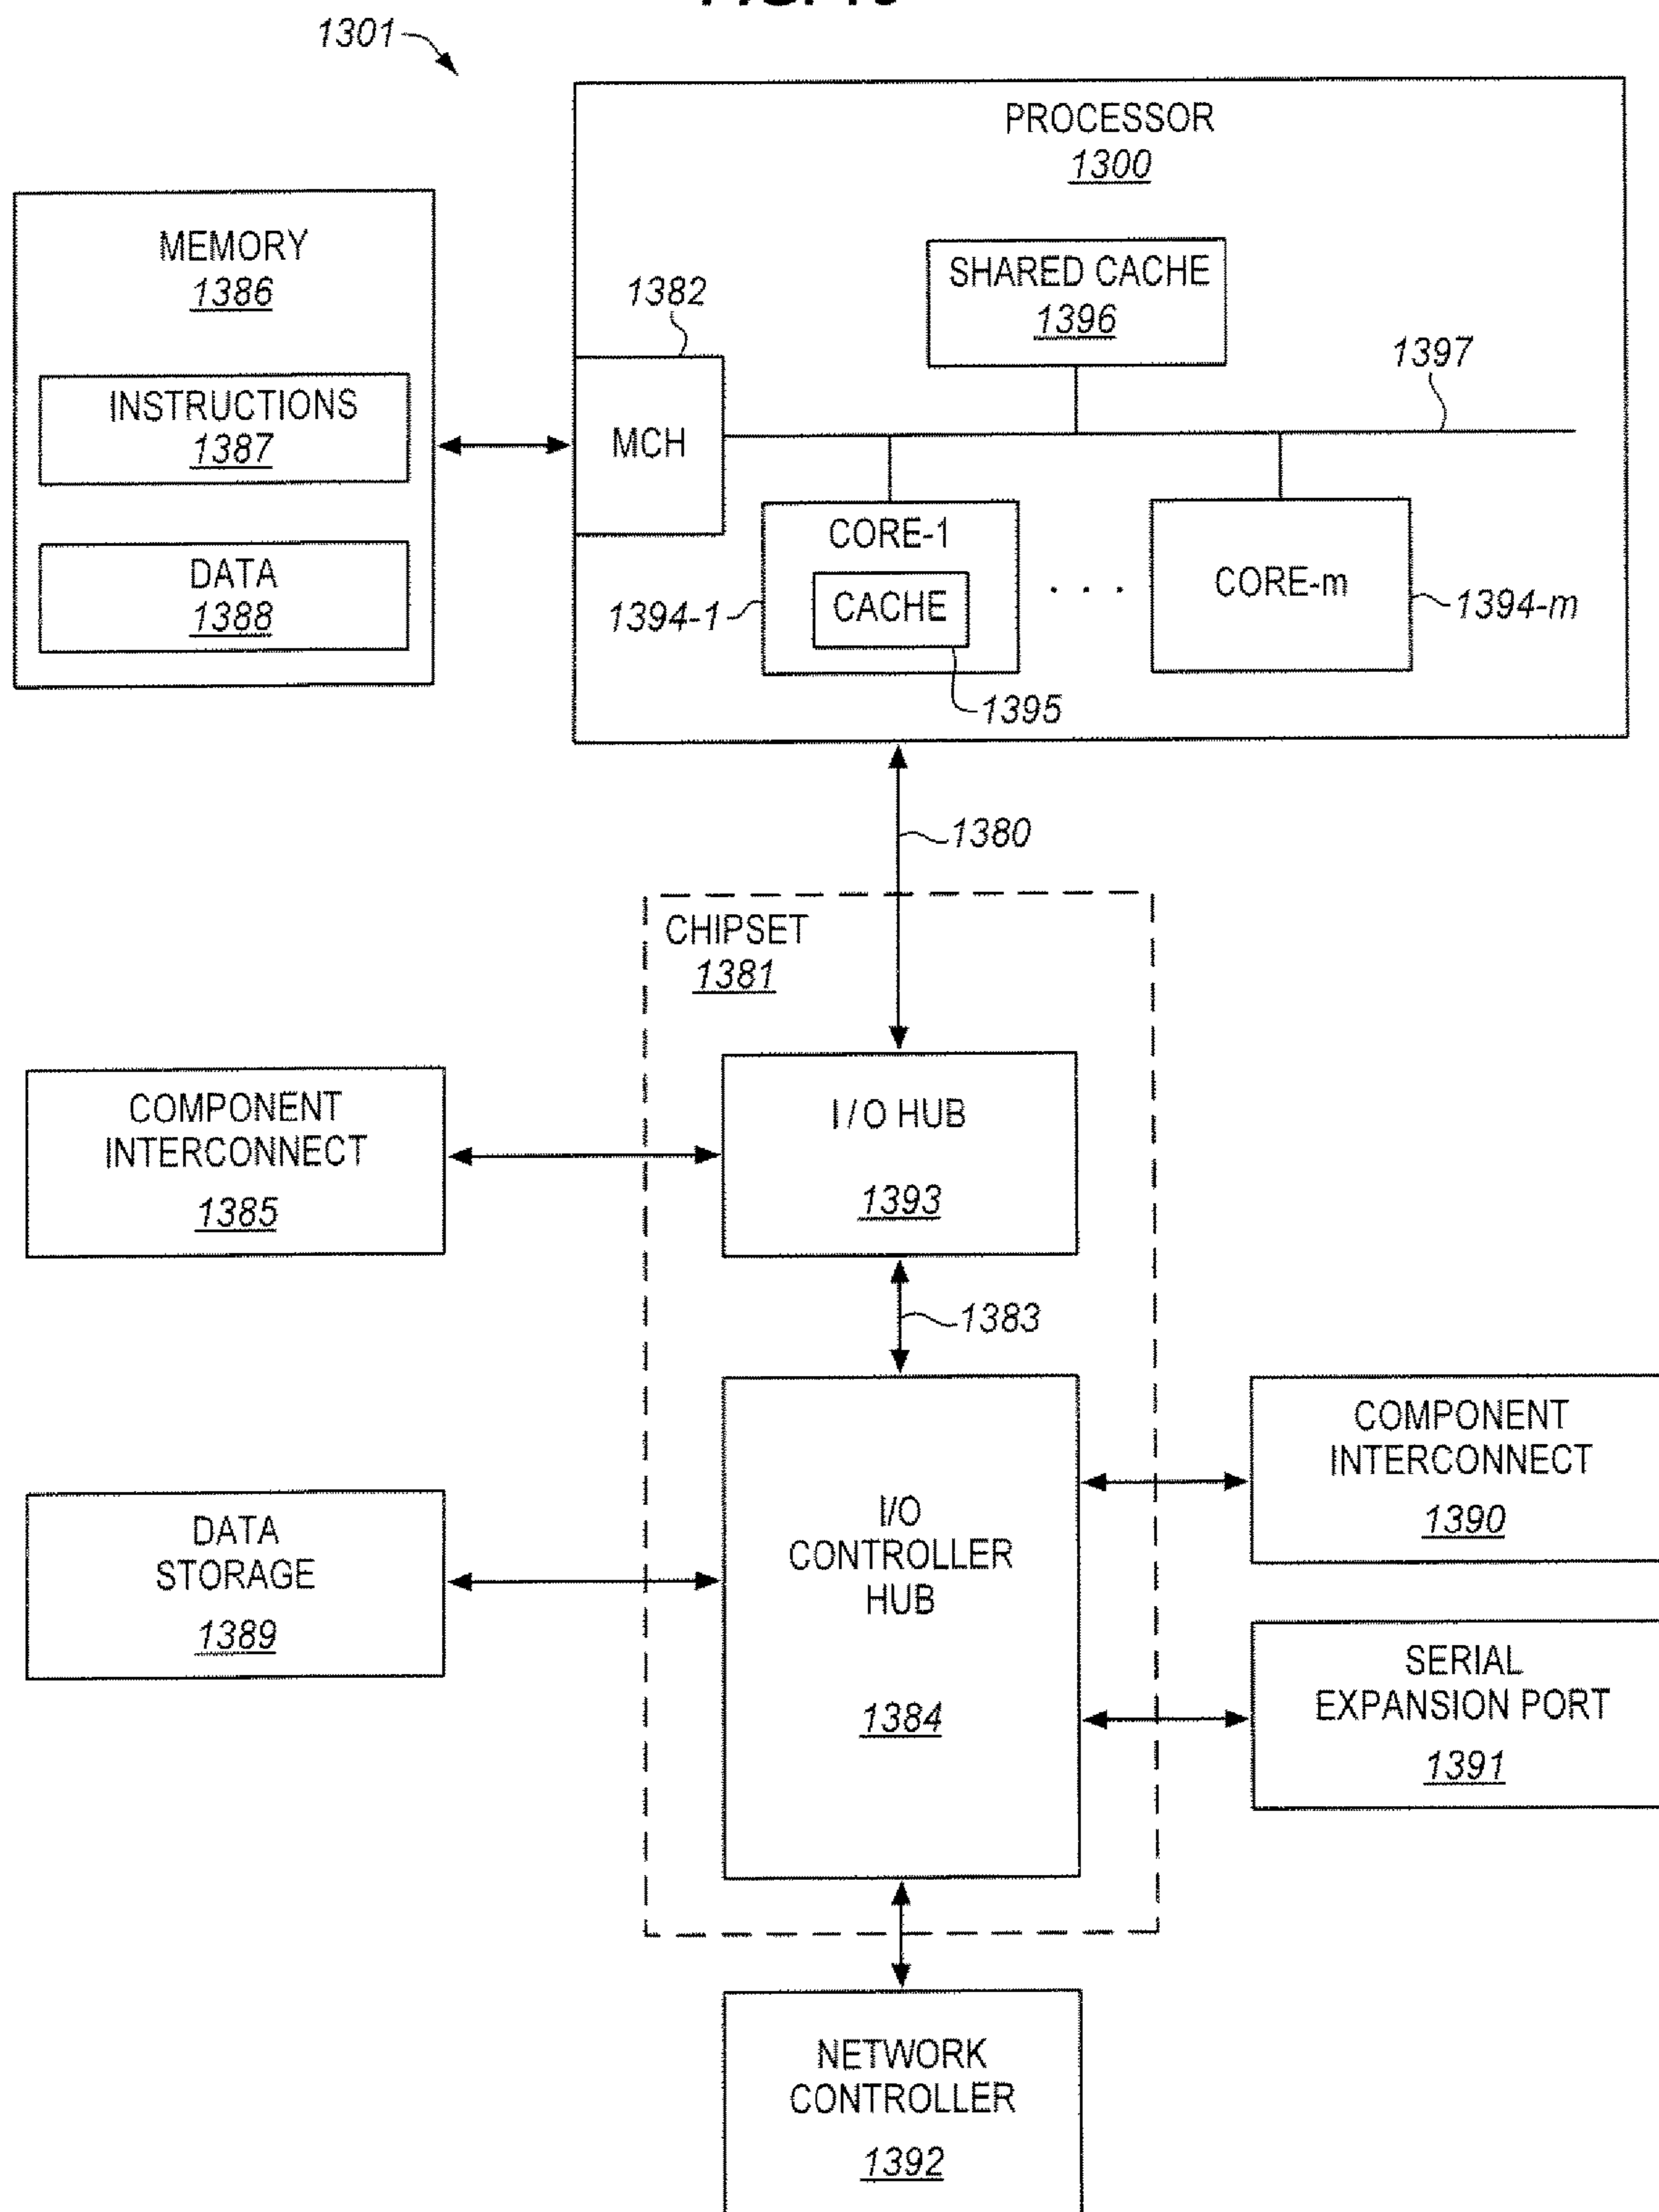 1301
PROCESSOR
1300
MEMORY
1386
INSTRUCTIONS
1387
DATA
1388
1382
MCH
SHARED CACHE
1396
1397
CORE-1
CACHE
1394-1
1395
. . .
CORE-m
1394-m
1380
CHIPSET
1381
I/O HUB
1393
COMPONENT
INTERCONNECT
1385
1383
I/O
CONTROLLER
HUB
1384
DATA
STORAGE
1389
COMPONENT
INTERCONNECT
1390
SERIAL
EXPANSION PORT
1391
NETWORK
CONTROLLER
1392